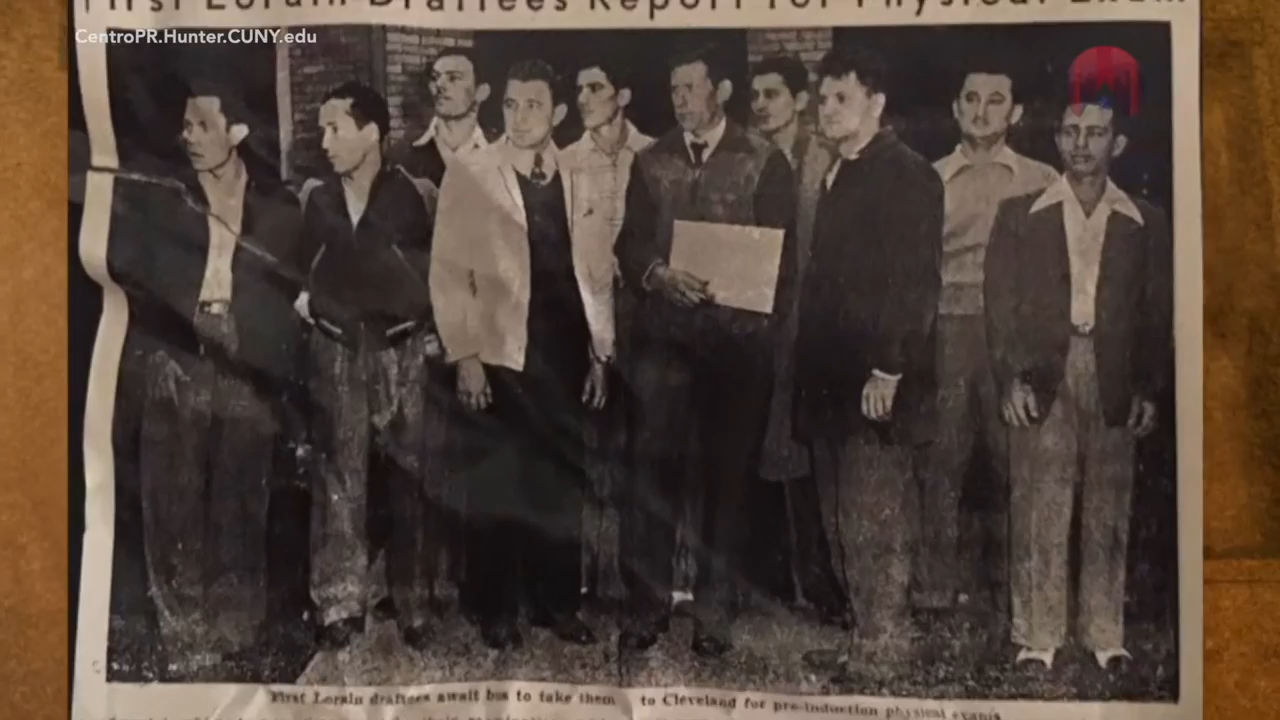 First Lorain Draftees Report for Physical Exam
CentroPR.Hunter.CUNY.edu
First Lorain draftees await bus to take them to Cleveland for pre-induction physical exams